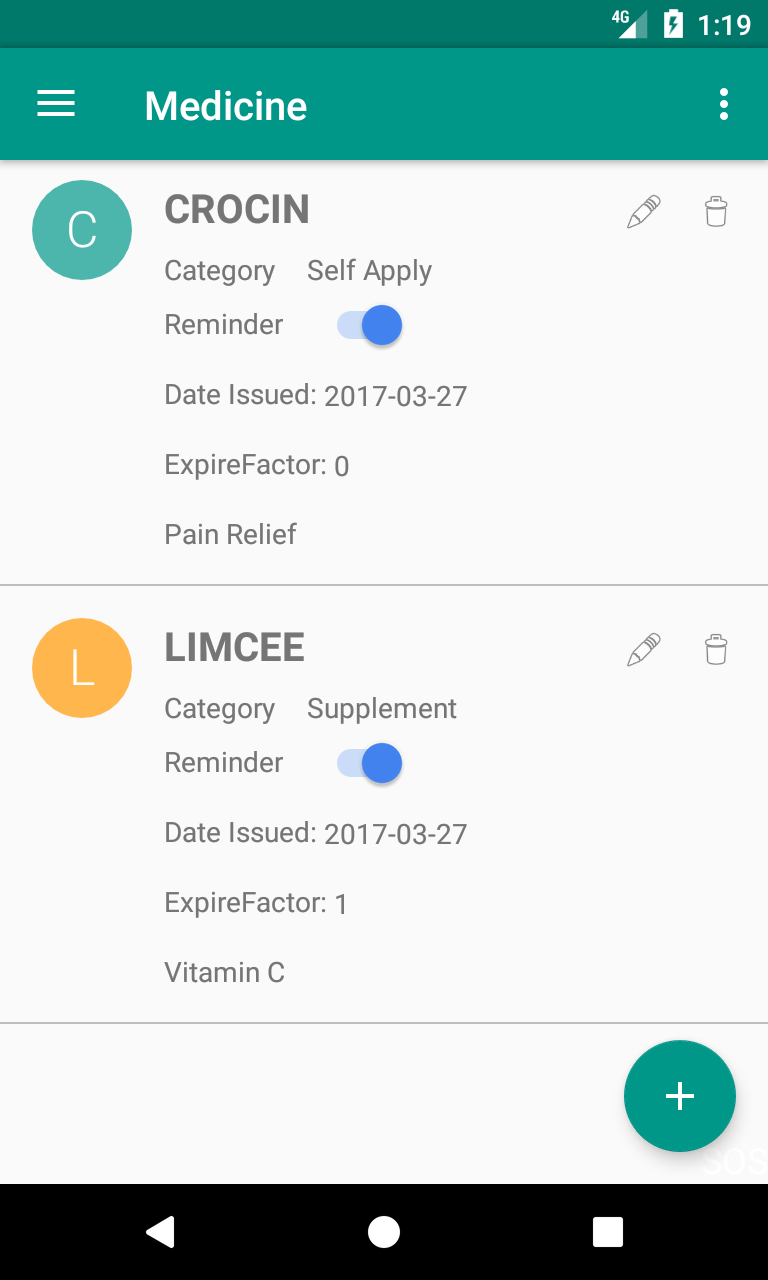 4G 1:19
Medicine
C CROCIN
Category Self Apply
Reminder
Date Issued: 2017-03-27
ExpireFactor: 0
Pain Relief
L LIMCEE
Category Supplement
Reminder
Date Issued: 2017-03-27
ExpireFactor: 1
Vitamin C
+
SOS